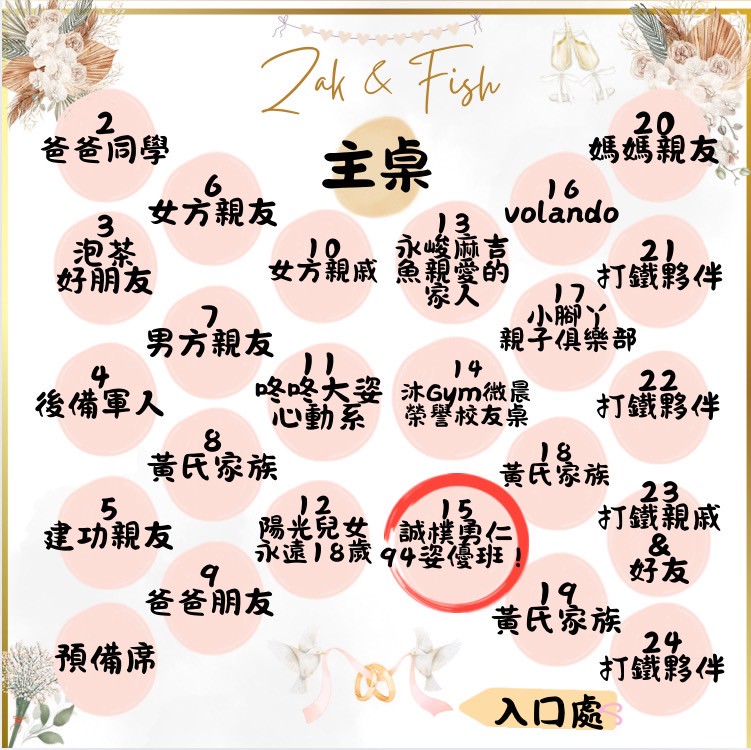 Zak & Fish
主桌
2
爸爸同學
3
泡茶
好朋友
4
後備軍人
5
建功親友
預備席
6
女方親友
7
男方親友
8
黃氏家族
9
爸爸朋友
10
女方親戚
11
咚咚大姿
心動系
12
陽光兒女
永遠18歲
13
永峻麻吉
魚親愛的
家人
14
沐Gym微晨
榮譽校友桌
15
誠樸勇仁
94姿優班！
16
volando
17
小腳丫
親子俱樂部
18
黃氏家族
19
黃氏家族
20
媽媽親友
21
打鐵夥伴
22
打鐵夥伴
23
打鐵親戚
&
好友
24
打鐵夥伴
入口處